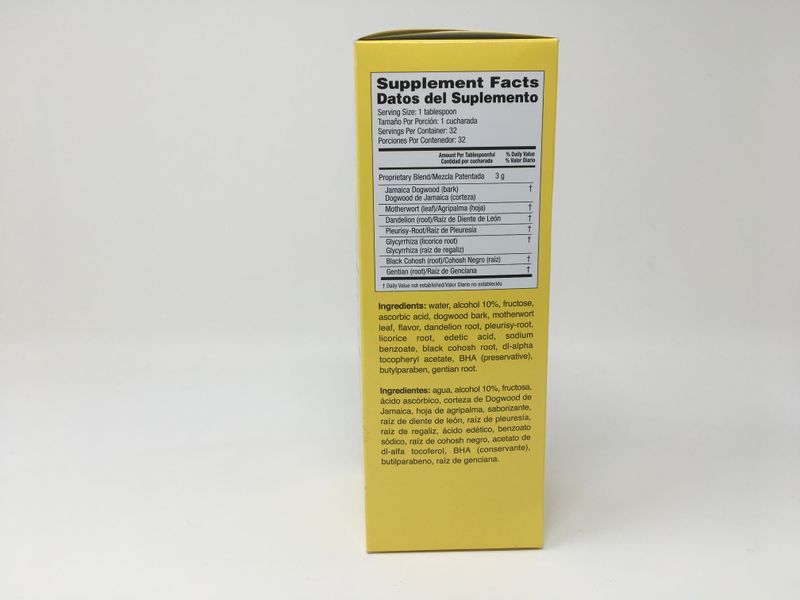 Supplement Facts
Datos del Suplemento
Serving Size: 1 tablespoon
Tamaño Por Porción: 1 cucharada
Servings Per Container: 32
Porciones Por Contenedor: 32
Amount Per Tablespoonful % Daily Value
Cantidad por cucharada % Valor Diario
Proprietary Blend/Mezcla Patentada 3 g
Jamaica Dogwood (bark) †
Dogwood de Jamaica (corteza)
Motherwort (leaf)/Agripalma (hoja) †
Dandelion (root)/Raíz de Diente de León †
Pleurisy-Root/Raíz de Pleuresia †
Glycyrrhiza (licorice root) †
Glycyrrhiza (raíz de regaliz)
Black Cohosh (root)/Cohosh Negro (raíz) †
Gentian (root)/Raíz de Genciana †
† Daily Value not established/Valor Diario no establecido
Ingredients: water, alcohol 10%, fructose,
ascorbic acid, dogwood bark, motherwort
leaf, flavor, dandelion root, pleurisy-root,
licorice root, edetic acid, sodium
benzoate, black cohosh root, dl-alpha
tocopheryl acetate, BHA (preservative),
butylparaben, gentian root.
Ingredientes: agua, alcohol 10%, fructosa,
ácido ascórbico, corteza de Dogwood de
Jamaica, hoja de agripalma, saborizante,
raíz de diente de león, raíz de pleuresía,
raíz de regaliz, ácido edético, benzoato
sódico, raíz de cohosh negro, acetato de
dl-alfa tocoferol, BHA (conservante),
butilparabeno, raíz de genciana.